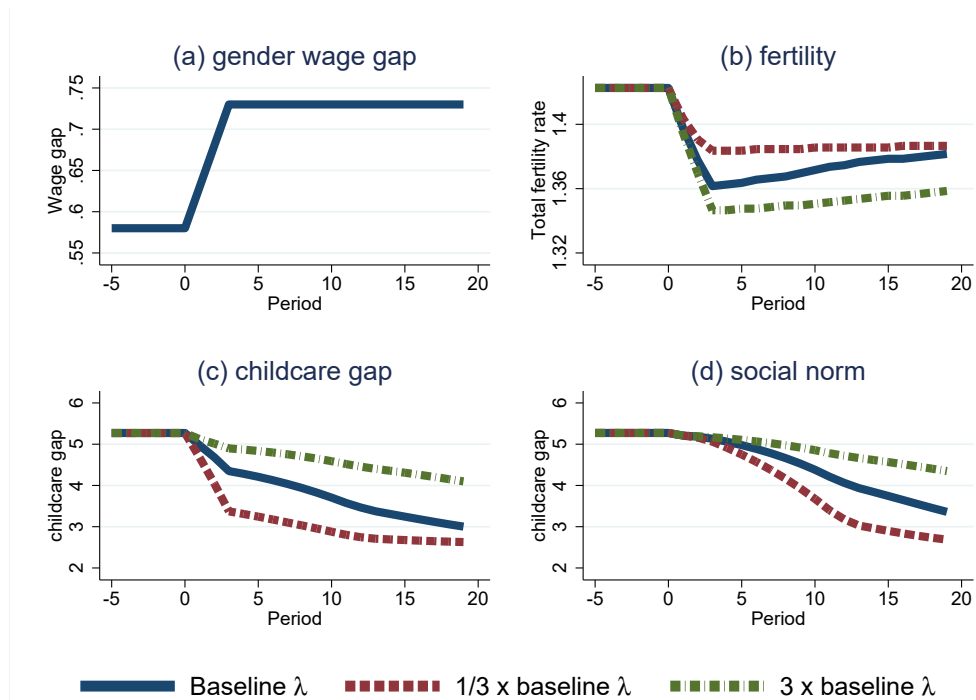 (a) gender wage gap
Wage gap
.75
.7
.65
.6
.55
-5 0 5 10 15 20
Period
(b) fertility
Total fertility rate
1.4
1.36
1.32
-5 0 5 10 15 20
Period
(c) childcare gap
childcare gap
6
5
4
3
2
-5 0 5 10 15 20
Period
(d) social norm
childcare gap
6
5
4
3
2
-5 0 5 10 15 20
Period
Baseline λ 1/3 x baseline λ 3 x baseline λ